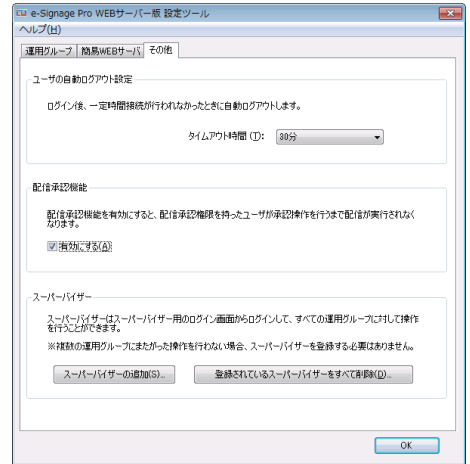 e-Signage Pro WEBサーバー版 設定ツール
ヘルプ(H)
運用グループ 簡易WEBサーバ その他
ユーザの自動ログアウト設定
ログイン後、一定時間接続が行われなかったときに自動ログアウトします。
タイムアウト時間(T): 30分
配信承認機能
配信承認機能を有効にすると、配信承認権限を持ったユーザが承認操作を行うまで配信が実行されなく
なります。
有効にする(A)
スーパーバイザー
スーパーバイザーはスーパーバイザー用のログイン画面からログインして、すべての運用グループに対して操作
を行うことができます。
※複数の運用グループにまたがった操作を行わない場合、スーパーバイザーを登録する必要はありません。
スーパーバイザーの追加(S)... 登録されているスーパーバイザーをすべて削除(D)...
OK